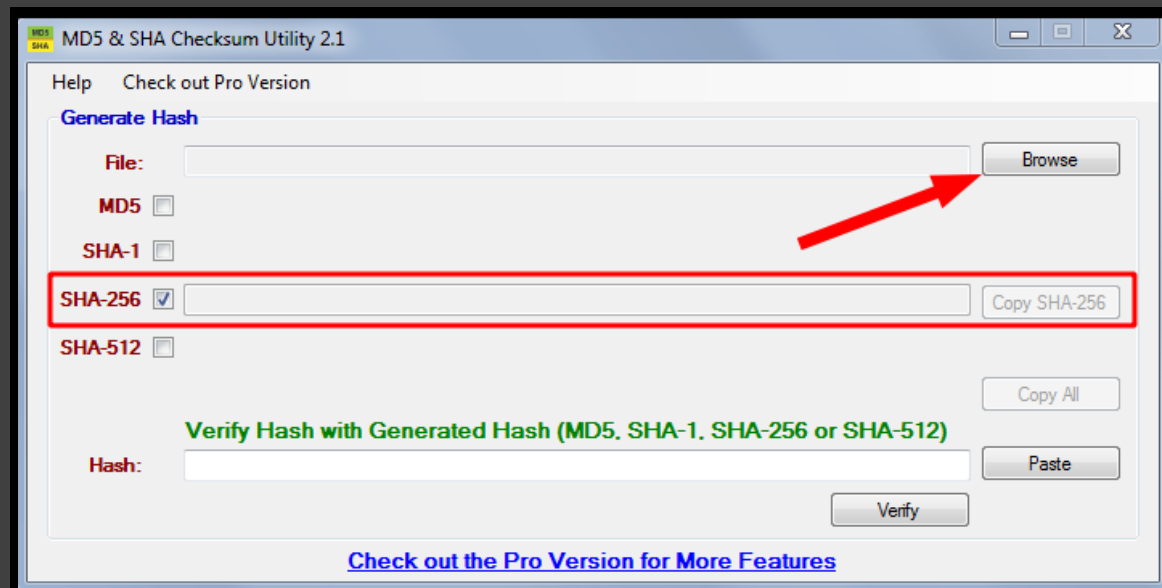 MD5 SHA MD5 & SHA Checksum Utility 2.1
Help Check out Pro Version
Generate Hash
File: Browse
MD5
SHA-1
SHA-256 Copy SHA-256
SHA-512
Copy All
Verify Hash with Generated Hash (MD5, SHA-1, SHA-256 or SHA-512)
Hash: Paste
Verify
Check out the Pro Version for More Features